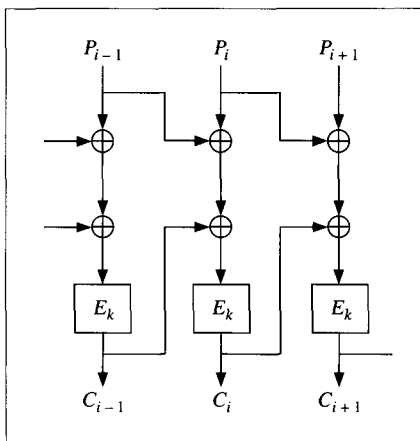 P_{i-1} P_i P_{i+1}
E_k E_k E_k
C_{i-1} C_i C_{i+1}